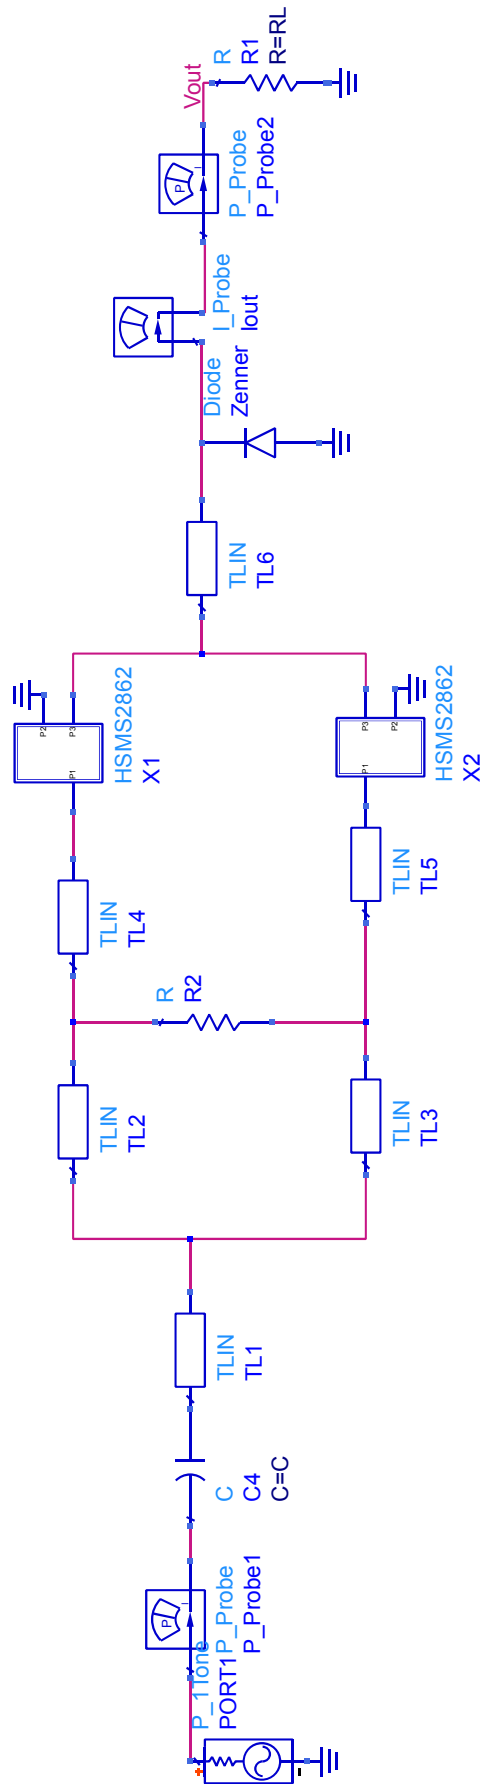 P_1Tone
PORT1
+
-
P
I
P_Probe
P_Probe1
C
C4
C=C
TLIN
TL1
TLIN
TL2
TLIN
TL3
R
R2
TLIN
TL4
TLIN
TL5
P1
P2
P3
HSMS2862
X1
P1
P3
P2
HSMS2862
X2
TLIN
TL6
Diode
Zenner
I_Probe
Iout
P
I
P_Probe
P_Probe2
Vout
R
R1
R=RL